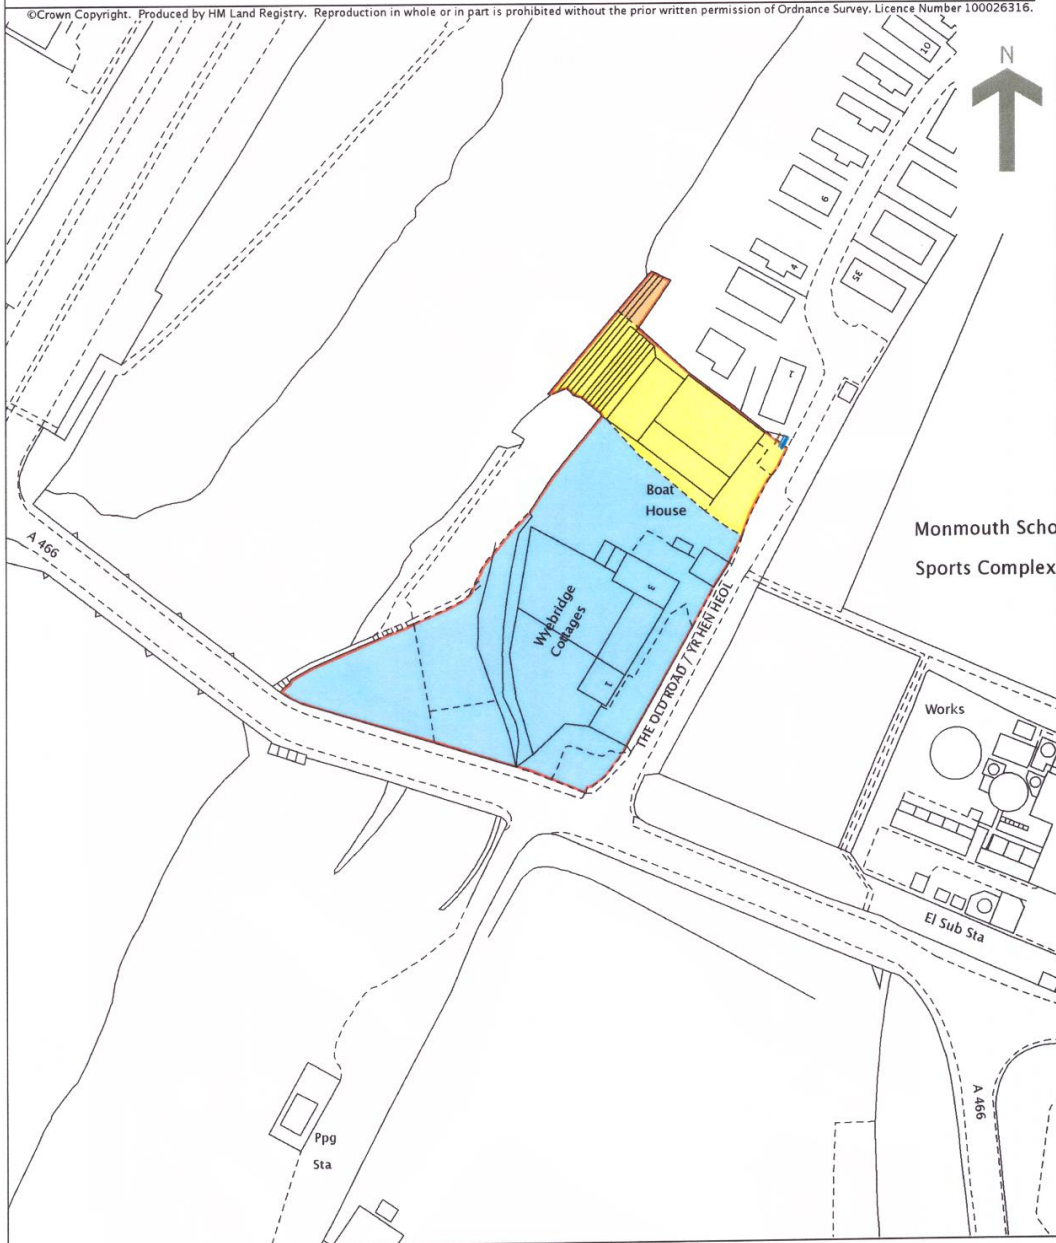 ©Crown Copyright. Produced by HM Land Registry. Reproduction in whole or in part is prohibited without the prior written permission of Ordnance Survey. Licence Number 100026316.
N
10
6
4
35
1
Boat
House
Monmouth Scho
Sports Complex
A 466
3
Wyebridge
Cottages
1
THE OLD ROAD / YR HEN HEOL
Works
El Sub Sta
A 466
Ppg
Sta